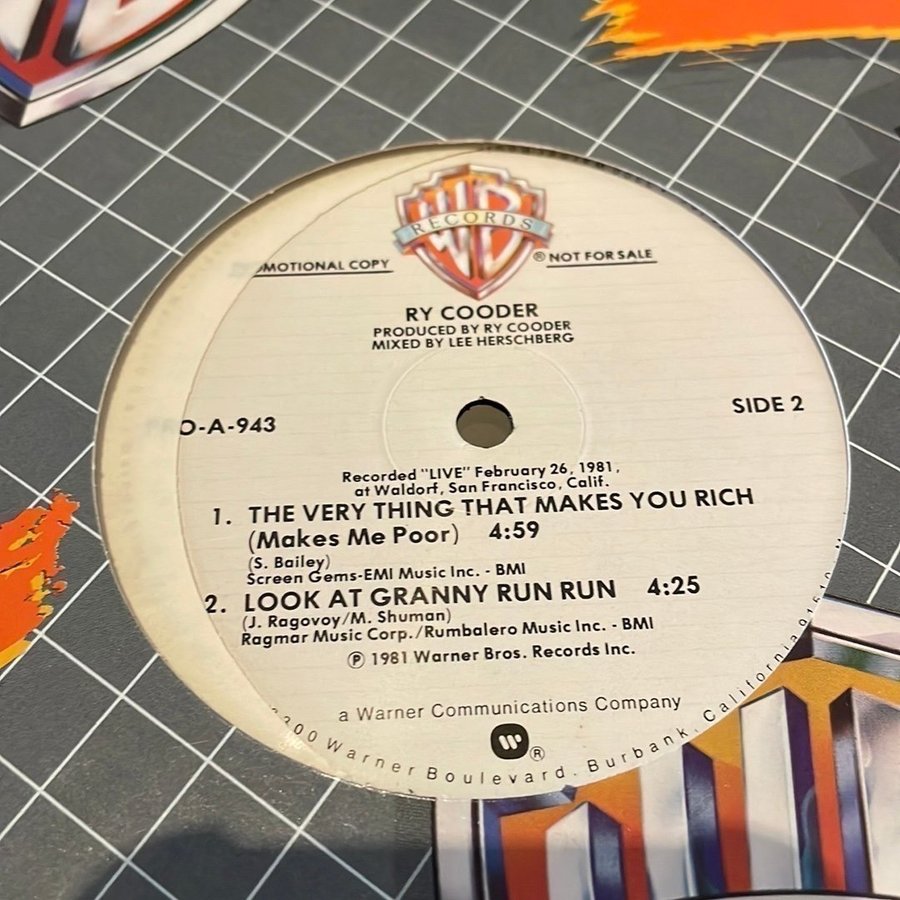 WB
RECORDS
MOTIONAL COPY
® NOT FOR SALE
RY COODER
PRODUCED BY RY COODER
MIXED BY LEE HERSCHBERG
O-A-943
SIDE 2
Recorded "LIVE" February 26, 1981,
at Waldorf, San Francisco, Calif.
1. THE VERY THING THAT MAKES YOU RICH
(Makes Me Poor) 4:59
(S. Bailey)
Screen Gems-EMI Music Inc. - BMI
2. LOOK AT GRANNY RUN RUN 4:25
(J. Ragovoy/M. Shuman)
Ragmar Music Corp./Rumbalero Music Inc. - BMI
℗ 1981 Warner Bros. Records Inc.
a Warner Communications Company
W ®
3300 Warner Boulevard. Burbank, California 91510